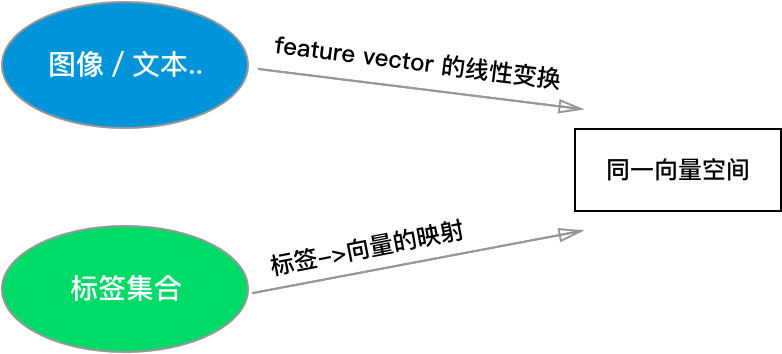 图像 / 文本..
feature vector 的线性变换
同一向量空间
标签->向量的映射
标签集合